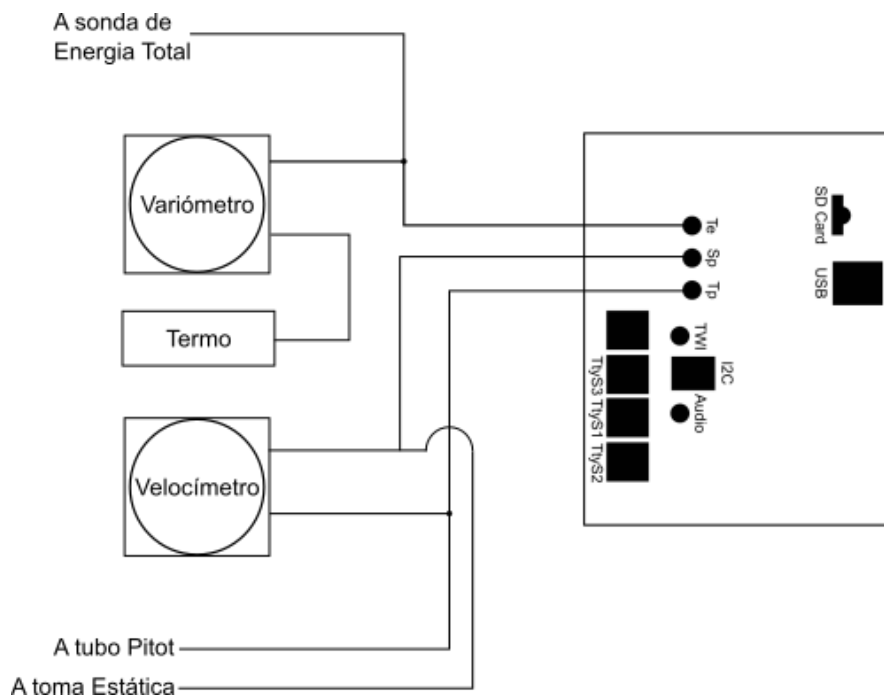 A sonda de
Energia Total
Variómetro
Termo
Velocímetro
A tubo Pitot
A toma Estática
Te
Sp
Tp
TWI
I2C
Audio
TtyS3 TtyS1 TtyS2
SD Card
USB